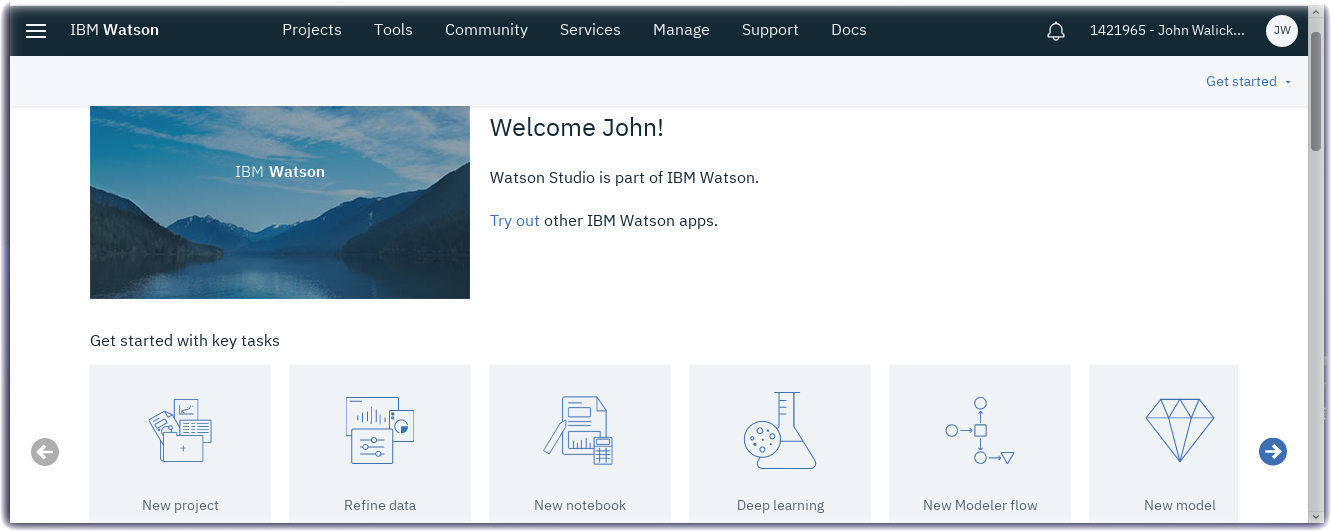 IBM Watson
Projects Tools Community Services Manage Support Docs
1421965 - John Walick... JW
Get started
IBM Watson
Welcome John!
Watson Studio is part of IBM Watson.
Try out other IBM Watson apps.
Get started with key tasks
New project
Refine data
New notebook
Deep learning
New Modeler flow
New model